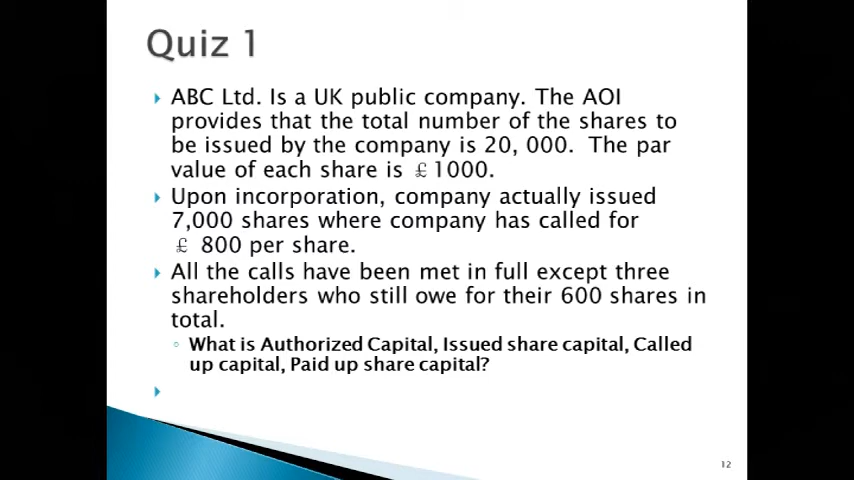 Quiz 1
ABC Ltd. Is a UK public company. The AOI
provides that the total number of the shares to
be issued by the company is 20, 000. The par
value of each share is £1000.
Upon incorporation, company actually issued
7,000 shares where company has called for
£ 800 per share.
All the calls have been met in full except three
shareholders who still owe for their 600 shares in
total.
What is Authorized Capital, Issued share capital, Called
up capital, Paid up share capital?
12